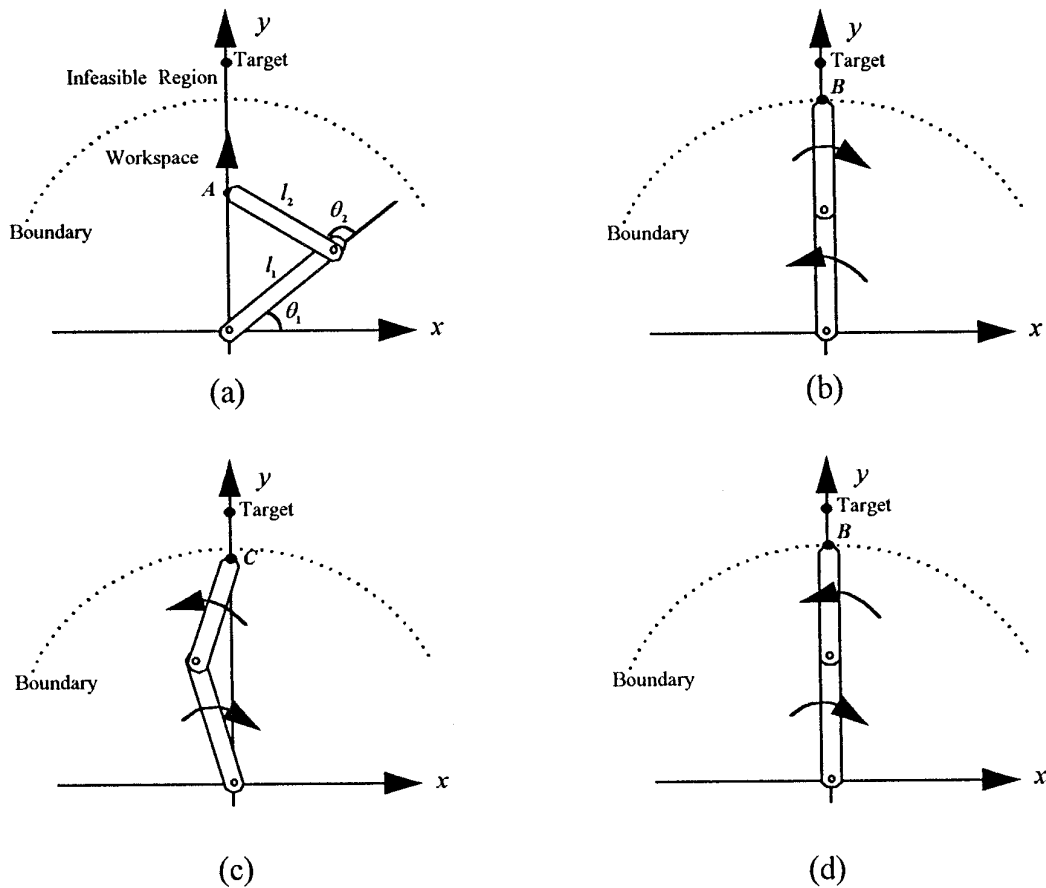 y
Target
Infeasible Region
Workspace
A
l₂
θ₂
Boundary
l₁
θ₁
x
(a)
y
Target
B
Boundary
x
(b)
y
Target
C
Boundary
x
(c)
y
Target
B
Boundary
x
(d)